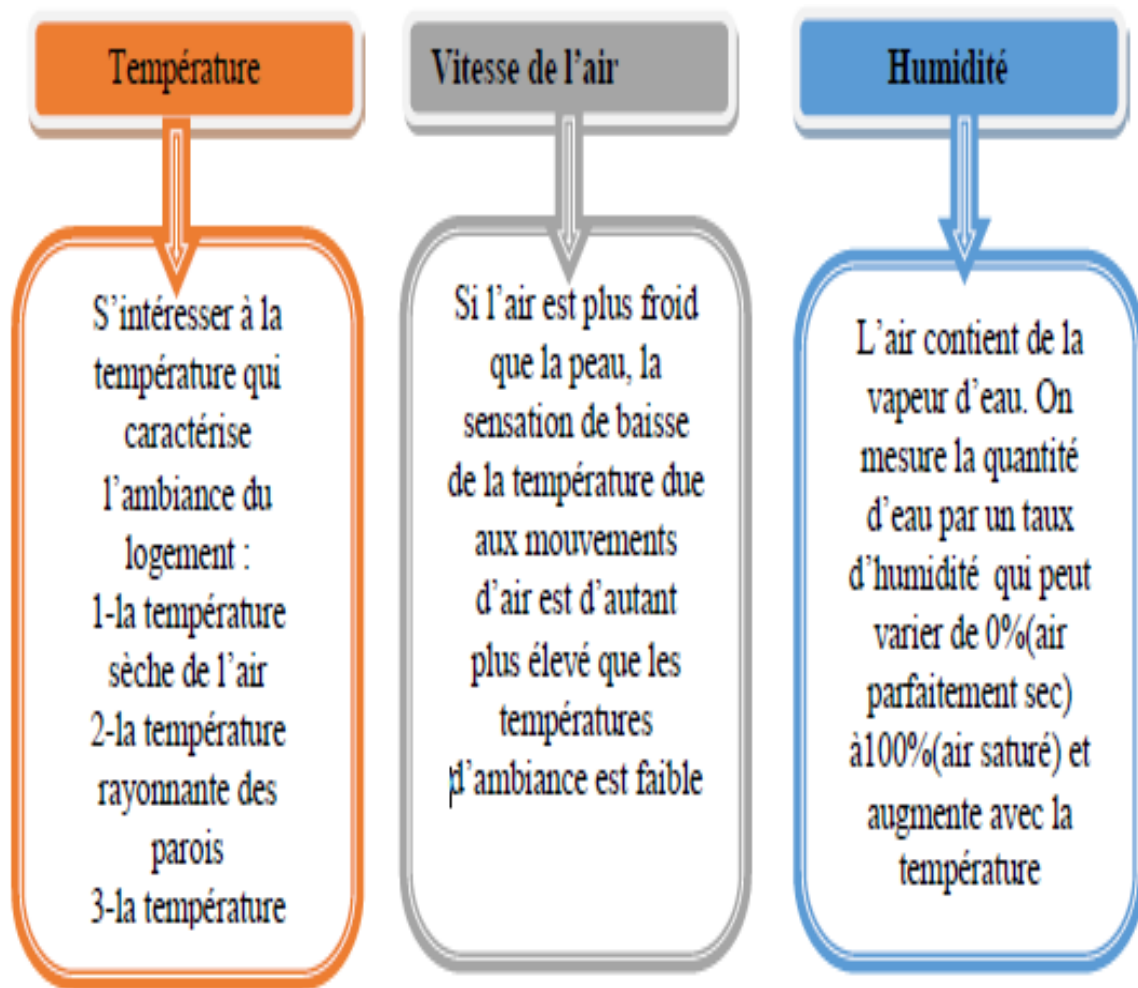 Température
S’intéresser à la
température qui
caractérise
l’ambiance du
logement :
1-la température
sèche de l’air
2-la température
rayonnante des
parois
3-la température
Vitesse de l’air
Si l’air est plus froid
que la peau, la
sensation de baisse
de la température due
aux mouvements
d’air est d’autant
plus élevé que les
températures
d’ambiance est faible
Humidité
L’air contient de la
vapeur d’eau. On
mesure la quantité
d’eau par un taux
d’humidité qui peut
varier de 0%(air
parfaitement sec)
à100%(air saturé) et
augmente avec la
température